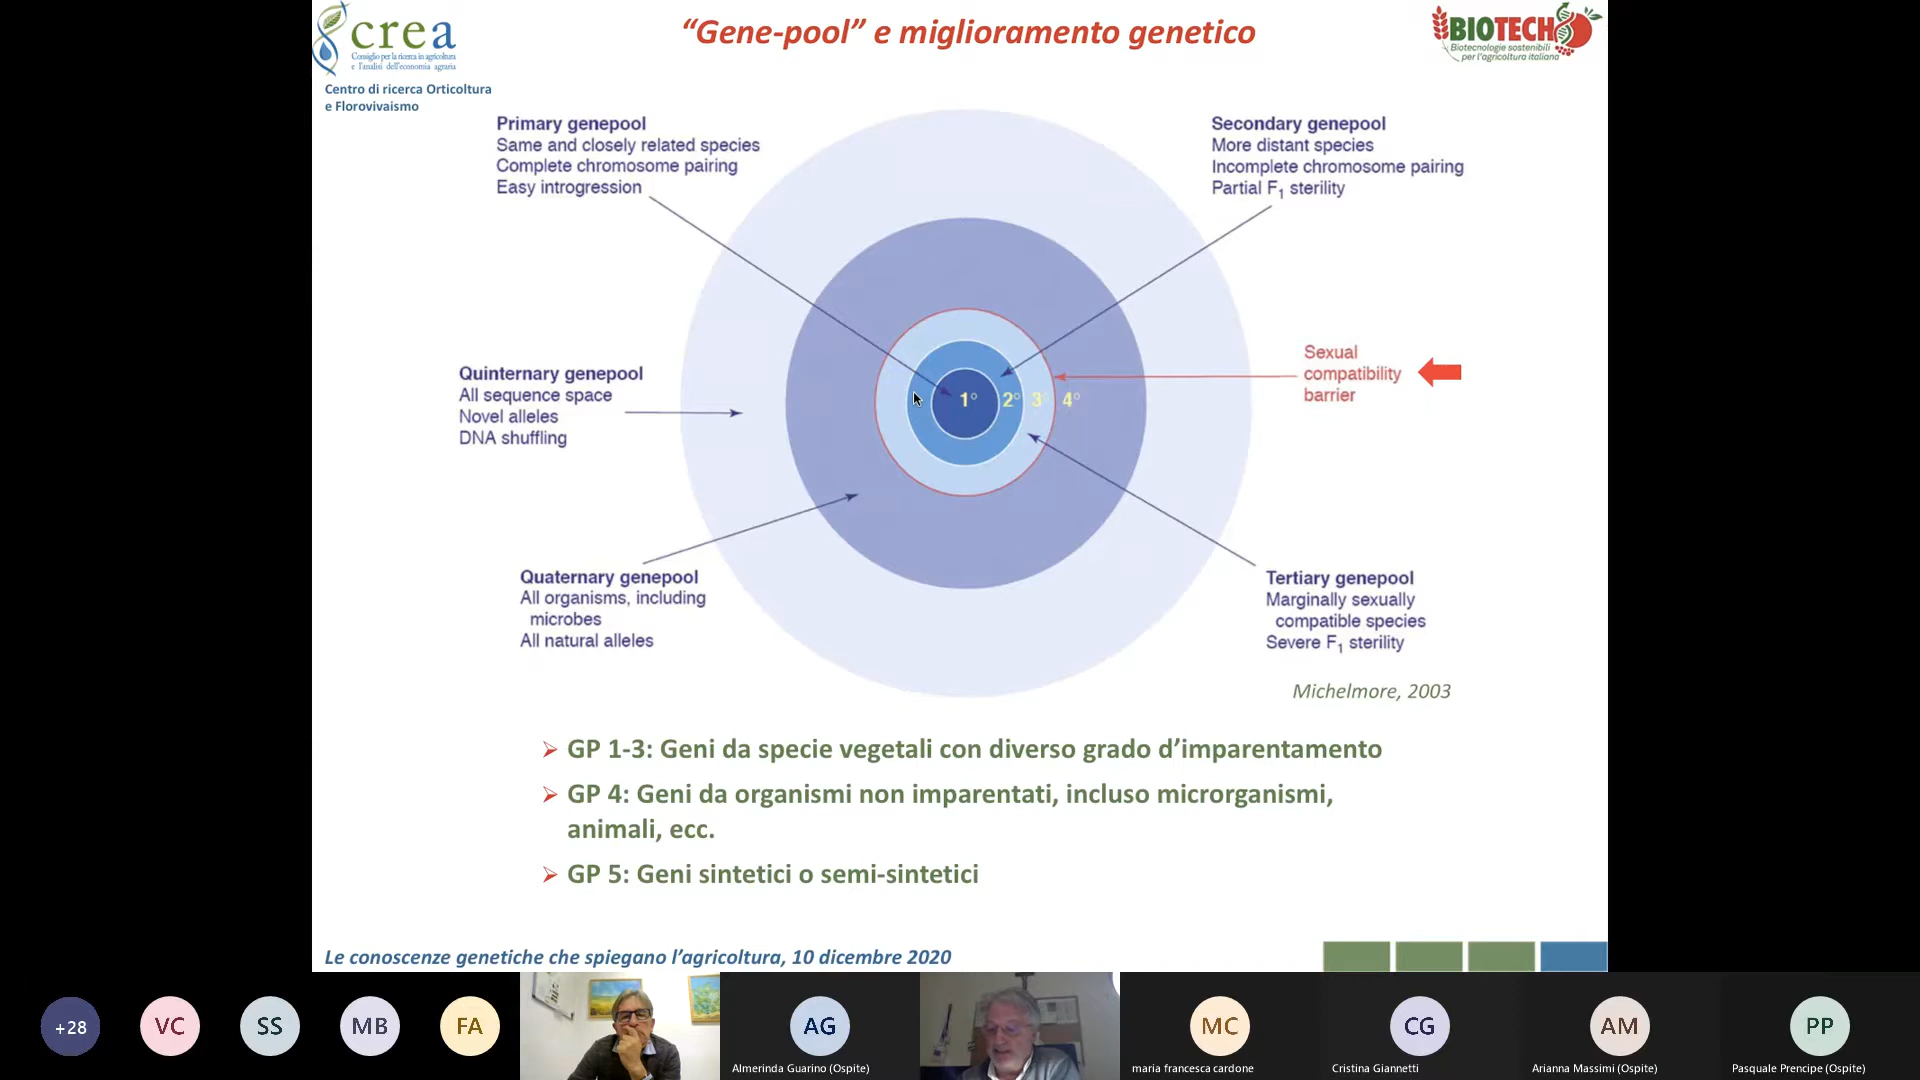 crea
Consiglio per la ricerca in agricoltura
e l'analisi dell'economia agraria
Centro di ricerca Orticoltura
e Florovivaismo
“Gene-pool” e miglioramento genetico
BIOTECH
Biotecnologie sostenibili
per l'agricoltura italiana
Primary genepool
Same and closely related species
Complete chromosome pairing
Easy introgression
Secondary genepool
More distant species
Incomplete chromosome pairing
Partial F1 sterility
Sexual
compatibility
barrier
Quinternary genepool
All sequence space
Novel alleles
DNA shuffling
1° 2° 3° 4°
Quaternary genepool
All organisms, including
microbes
All natural alleles
Tertiary genepool
Marginally sexually
compatible species
Severe F1 sterility
Michelmore, 2003
➢ GP 1-3: Geni da specie vegetali con diverso grado d’imparentamento
➢ GP 4: Geni da organismi non imparentati, incluso microrganismi,
animali, ecc.
➢ GP 5: Geni sintetici o semi-sintetici
Le conoscenze genetiche che spiegano l’agricoltura, 10 dicembre 2020
+28
VC
SS
MB
FA
AG
Almerinda Guarino (Ospite)
MC
maria francesca cardone
CG
Cristina Giannetti
AM
Arianna Massimi (Ospite)
PP
Pasquale Prencipe (Ospite)